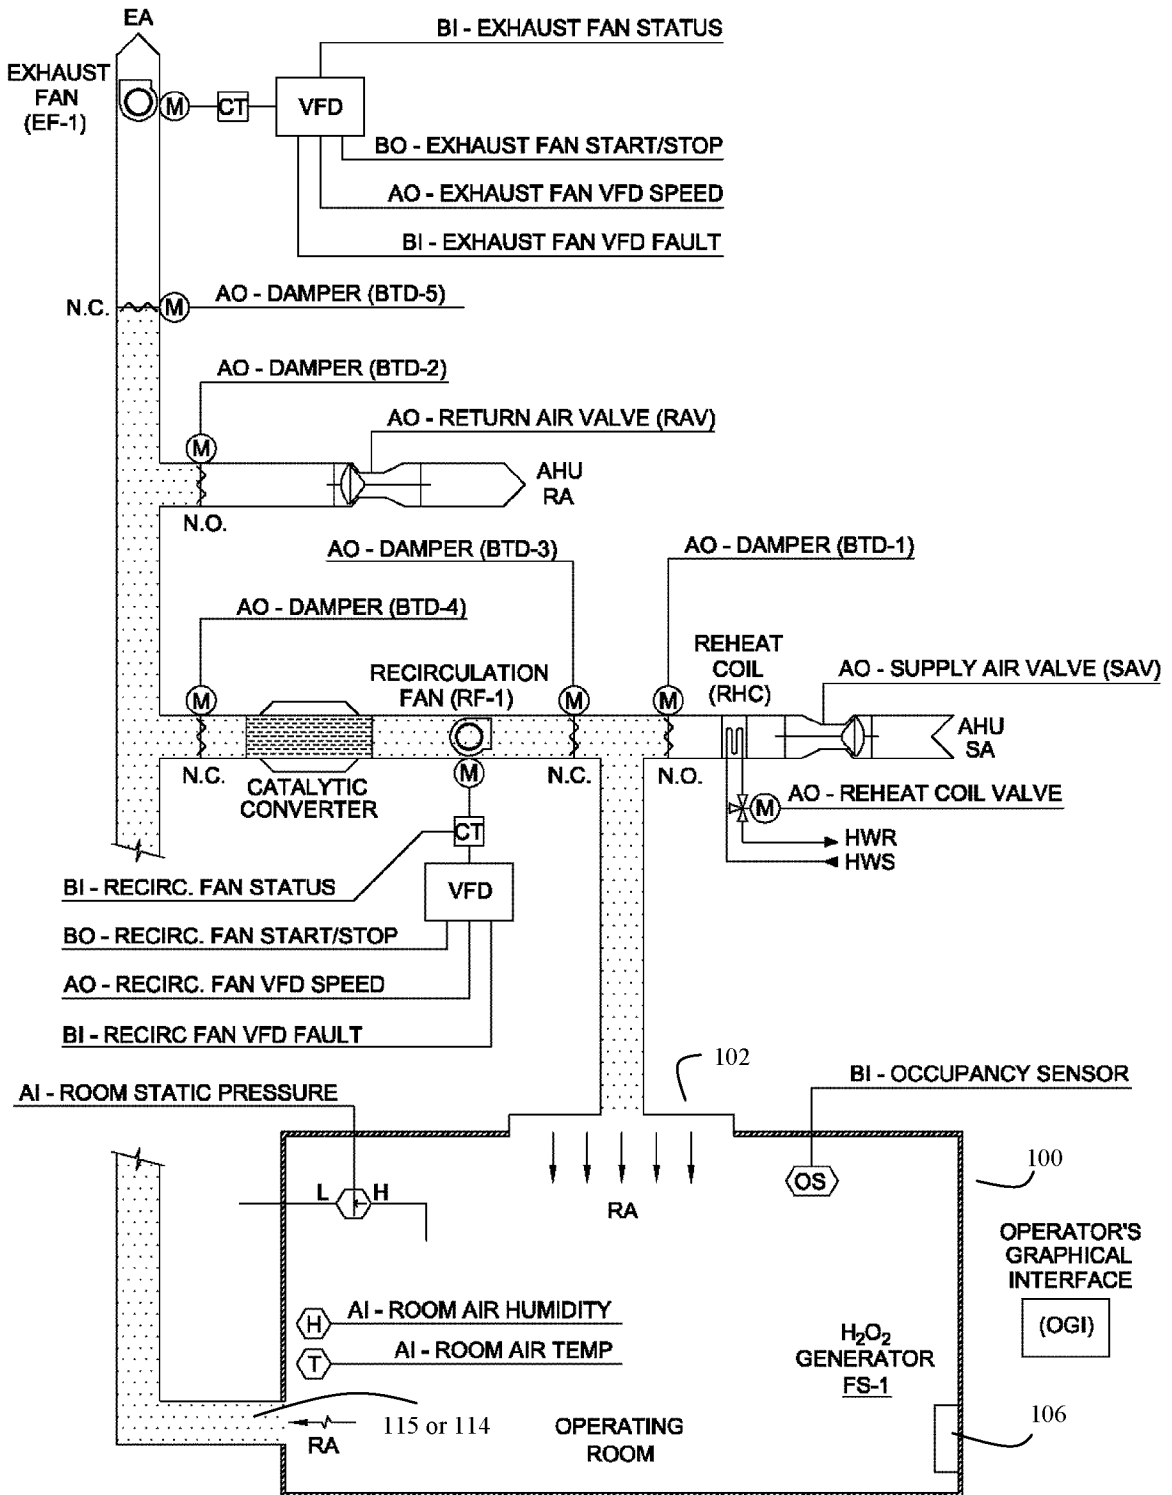 EA
BI - EXHAUST FAN STATUS
EXHAUST
FAN
(EF-1)
M
CT
VFD
BO - EXHAUST FAN START/STOP
AO - EXHAUST FAN VFD SPEED
BI - EXHAUST FAN VFD FAULT
N.C.
M
AO - DAMPER (BTD-5)
AO - DAMPER (BTD-2)
AO - RETURN AIR VALVE (RAV)
M
AHU
RA
N.O.
AO - DAMPER (BTD-3)
AO - DAMPER (BTD-1)
AO - DAMPER (BTD-4)
REHEAT
COIL
(RHC)
RECIRCULATION
FAN (RF-1)
AO - SUPPLY AIR VALVE (SAV)
M
M
M
AHU
SA
N.C.
CATALYTIC
CONVERTER
M
N.C.
N.O.
M
AO - REHEAT COIL VALVE
HWR
HWS
CT
BI - RECIRC. FAN STATUS
VFD
BO - RECIRC. FAN START/STOP
AO - RECIRC. FAN VFD SPEED
BI - RECIRC FAN VFD FAULT
102
BI - OCCUPANCY SENSOR
AI - ROOM STATIC PRESSURE
100
OS
L
H
RA
OPERATOR'S
GRAPHICAL
INTERFACE
(OGI)
H
AI - ROOM AIR HUMIDITY
T
AI - ROOM AIR TEMP
H2O2
GENERATOR
FS-1
115 or 114
RA
OPERATING
ROOM
106